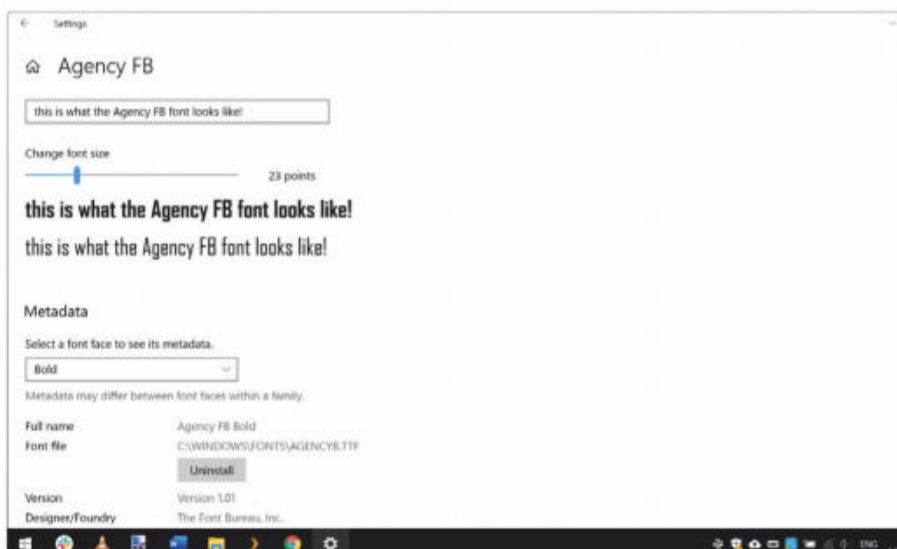 Settings
Agency FB
this is what the Agency FB font looks like!
Change font size
23 points
this is what the Agency FB font looks like!
this is what the Agency FB font looks like!
Metadata
Select a font face to see its metadata.
Bold
Metadata may differ between font faces within a family.
Full name Agency FB Bold
Font file C:\WINDOWS\FONTS\AGENCYB.TTF
Uninstall
Version Version 1.01
Designer/Foundry The Font Bureau, Inc.
ENG